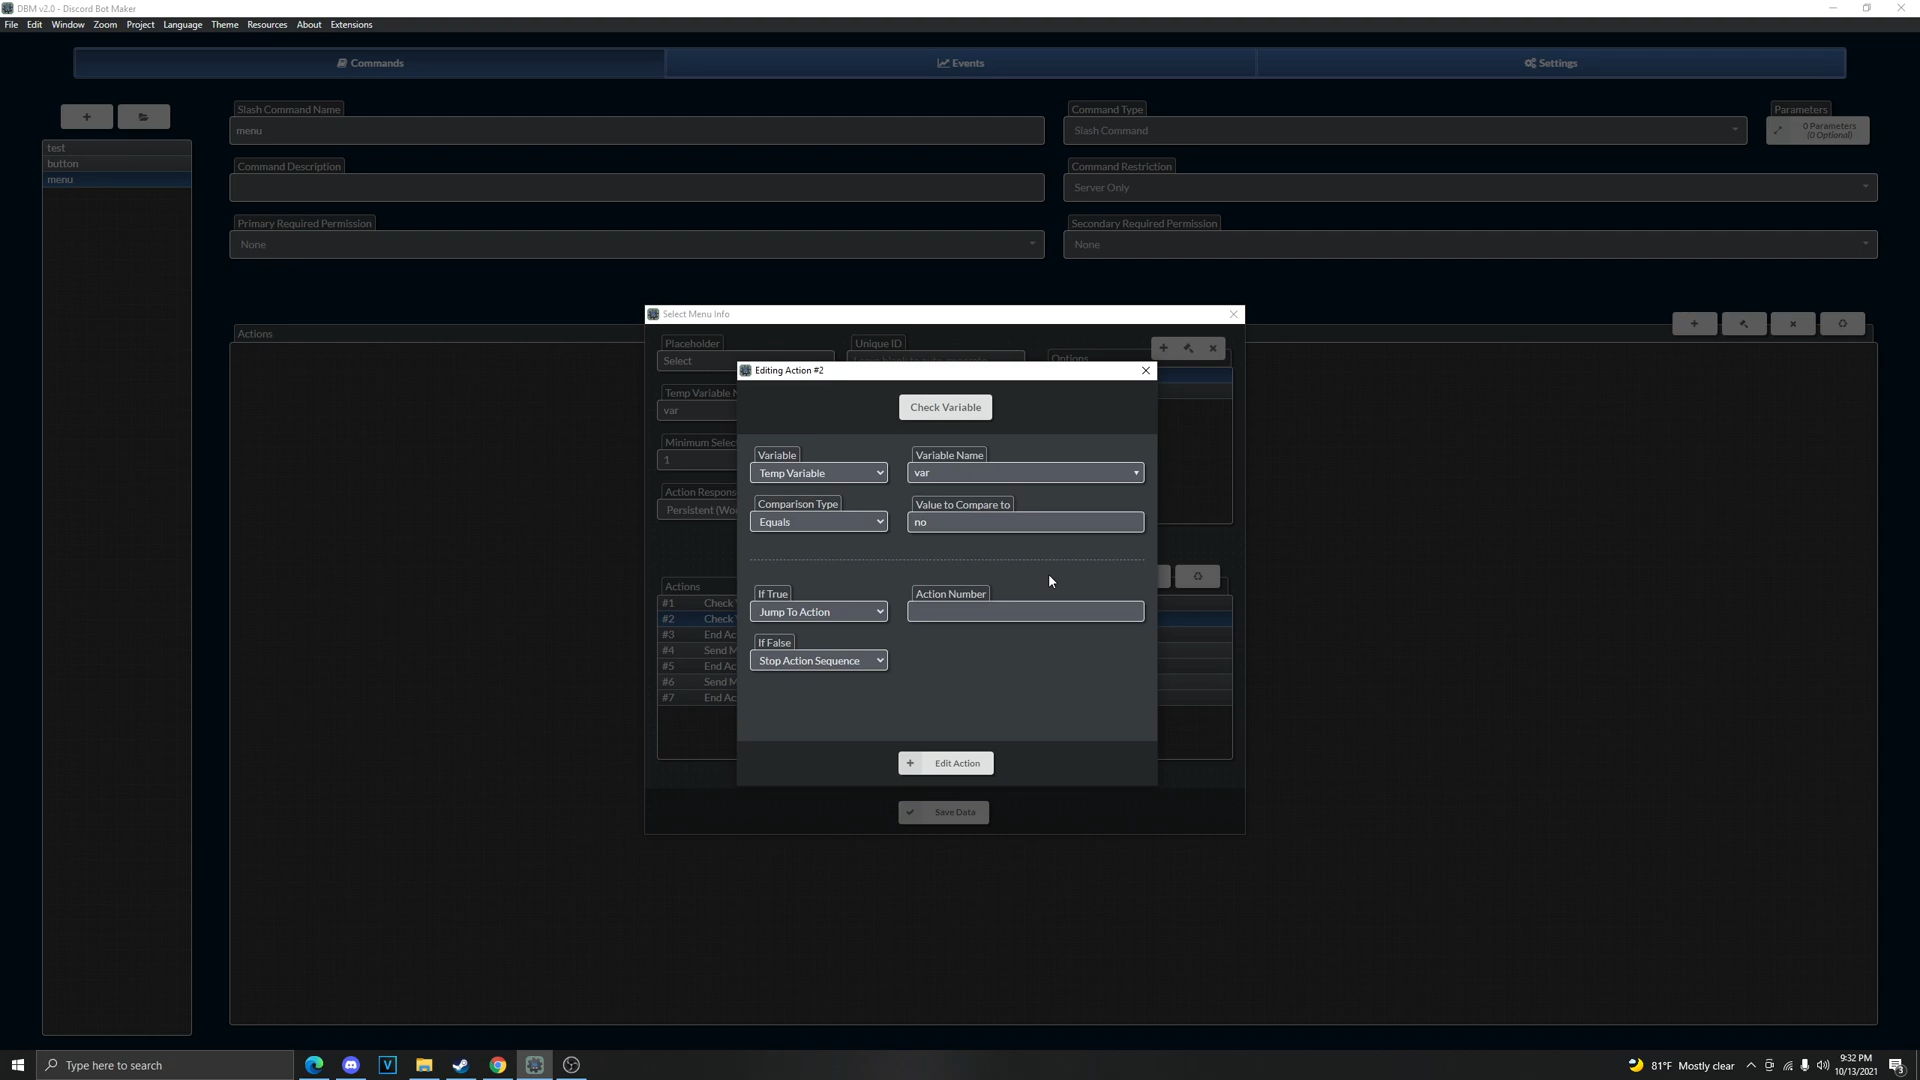 DBM v2.0 - Discord Bot Maker
File Edit Window Zoom Project Language Theme Resources About Extensions
Commands
Events
Settings
Slash Command Name
menu
Command Type
Slash Command
Parameters
0 Parameters
(0 Optional)
test
button
menu
Command Description
Command Restriction
Server Only
Primary Required Permission
None
Secondary Required Permission
None
Actions
Select Menu Info
Placeholder
Select
Unique ID
Options
Temp Variable N
var
Minimum Select
1
Action Respons
Persistent (Wo
Actions
#1 Check
#2 Check
#3 End Ac
#4 Send M
#5 End Ac
#6 Send M
#7 End Ac
Save Data
Editing Action #2
Check Variable
Variable
Temp Variable
Variable Name
var
Comparison Type
Equals
Value to Compare to
no
If True
Jump To Action
Action Number
If False
Stop Action Sequence
Edit Action
Type here to search
81°F Mostly clear
9:32 PM
10/13/2021
3